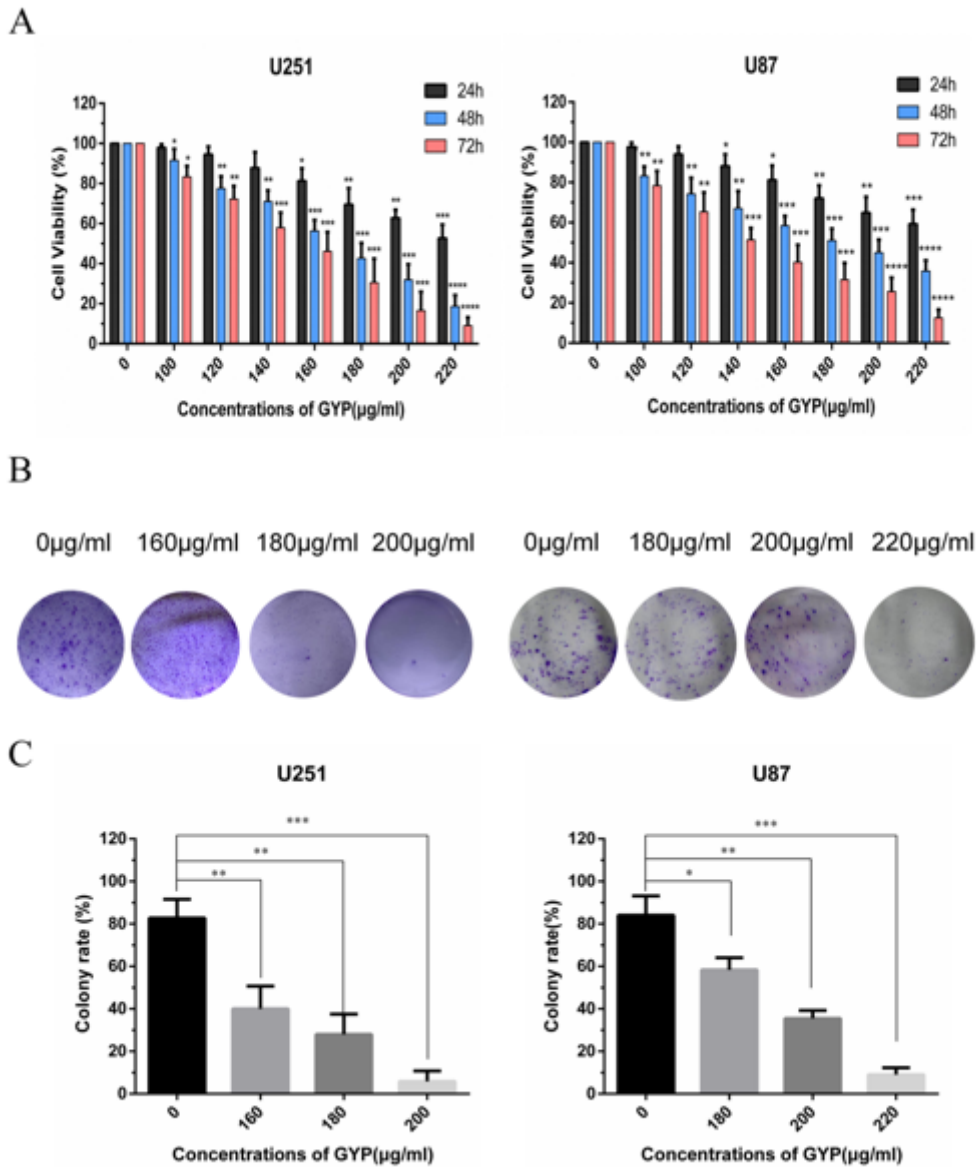 A
U251
24h
48h
72h
Cell Viability (%)
120
100
80
60
40
20
0
* * ** ** ** *** * *** *** ** *** *** ** *** *** *** **** ****
0 100 120 140 160 180 200 220
Concentrations of GYP(µg/ml)
U87
24h
48h
72h
Cell Viability (%)
120
100
80
60
40
20
0
** ** ** ** * ** *** * *** *** ** *** *** ** *** **** *** **** ****
0 100 120 140 160 180 200 220
Concentrations of GYP(µg/ml)
B
0µg/ml 160µg/ml 180µg/ml 200µg/ml
0µg/ml 180µg/ml 200µg/ml 220µg/ml
C
U251
***
**
**
Colony rate (%)
120
100
80
60
40
20
0
0 160 180 200
Concentrations of GYP(µg/ml)
U87
***
**
*
Colony rate(%)
120
100
80
60
40
20
0
0 180 200 220
Concentrations of GYP(µg/ml)